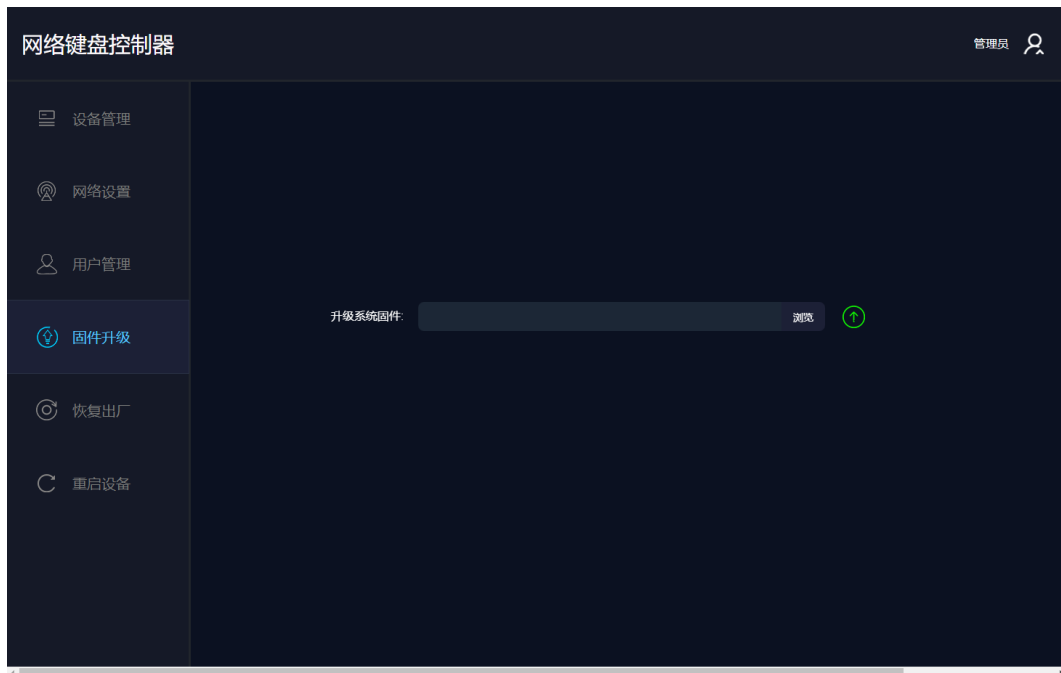 网络键盘控制器
管理员
设备管理
网络设置
用户管理
固件升级
恢复出厂
重启设备
升级系统固件:
浏览